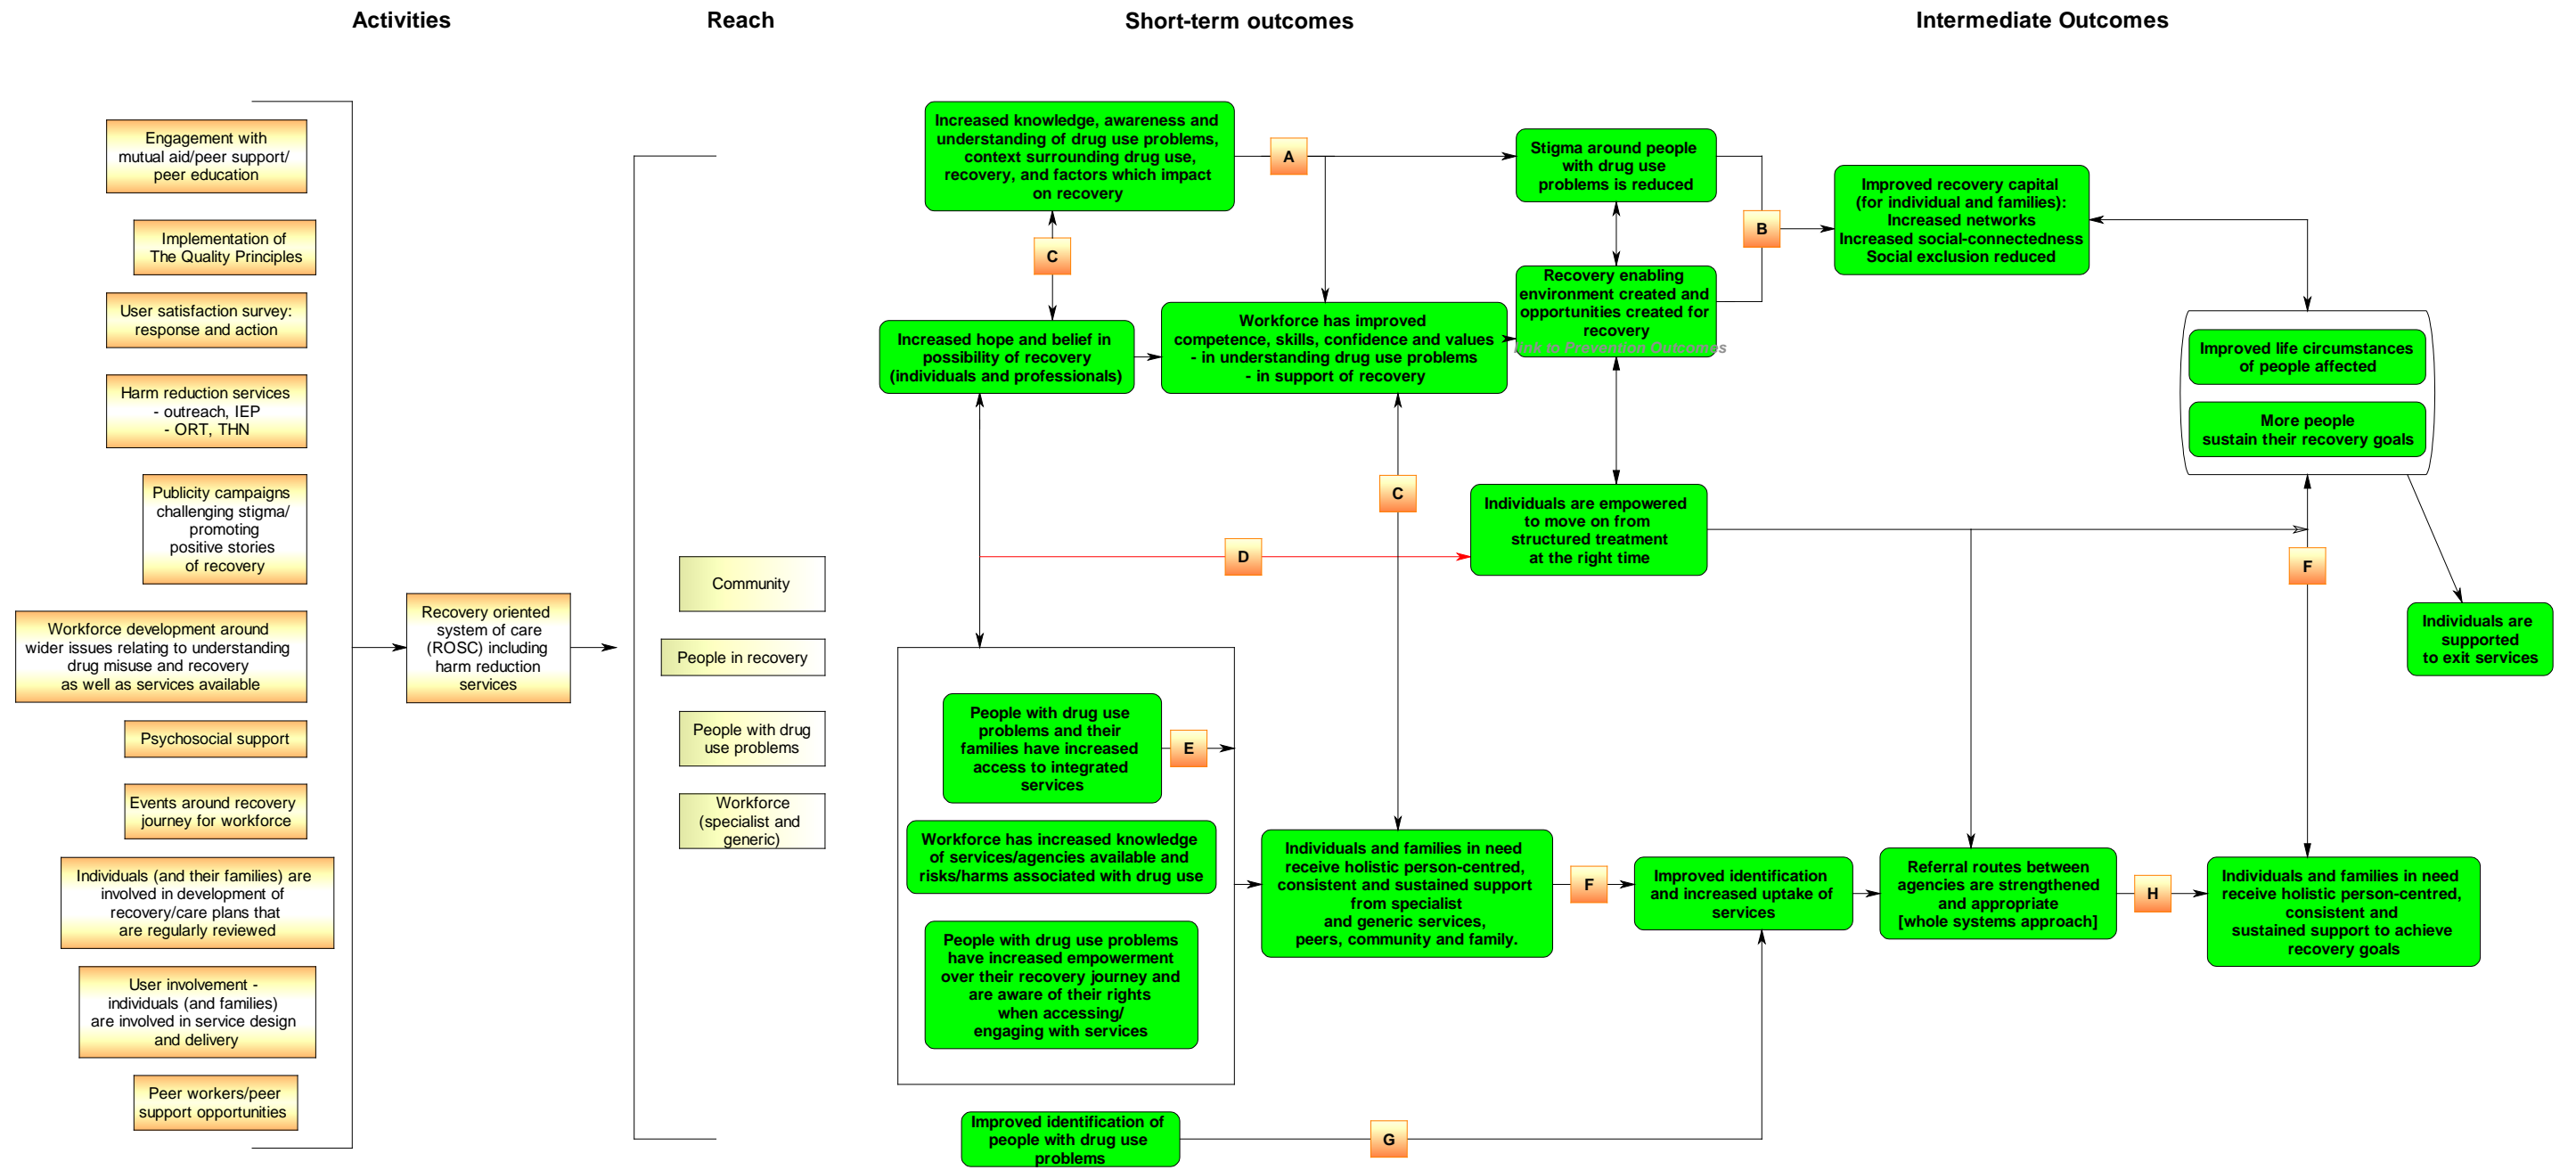 Activities
Reach
Short-term outcomes
Intermediate Outcomes
Engagement with
mutual aid/peer support/
peer education
Implementation of
The Quality Principles
User satisfaction survey:
response and action
Harm reduction services
- outreach, IEP
- ORT, THN
Publicity campaigns
challenging stigma/
promoting
positive stories
of recovery
Workforce development around
wider issues relating to understanding
drug misuse and recovery
as well as services available
Psychosocial support
Events around recovery
journey for workforce
Individuals (and their families) are
involved in development of
recovery/care plans that
are regularly reviewed
User involvement -
individuals (and families)
are involved in service design
and delivery
Peer workers/peer
support opportunities
Recovery oriented
system of care
(ROSC) including
harm reduction
services
Community
People in recovery
People with drug
use problems
Workforce
(specialist and
generic)
Increased knowledge, awareness and
understanding of drug use problems,
context surrounding drug use,
recovery, and factors which impact
on recovery
A
C
Increased hope and belief in
possibility of recovery
(individuals and professionals)
Workforce has improved
competence, skills, confidence and values
- in understanding drug use problems
- in support of recovery
Stigma around people
with drug use
problems is reduced
Recovery enabling
environment created and
opportunities created for
recovery
link to Prevention Outcomes
B
Improved recovery capital
(for individual and families):
Increased networks
Increased social-connectedness
Social exclusion reduced
Improved life circumstances
of people affected
More people
sustain their recovery goals
C
D
Individuals are empowered
to move on from
structured treatment
at the right time
F
Individuals are
supported
to exit services
People with drug use
problems and their
families have increased
access to integrated
services
E
Workforce has increased knowledge
of services/agencies available and
risks/harms associated with drug use
People with drug use problems
have increased empowerment
over their recovery journey and
are aware of their rights
when accessing/
engaging with services
Individuals and families in need
receive holistic person-centred,
consistent and sustained support
from specialist
and generic services,
peers, community and family.
F
Improved identification
and increased uptake of
services
Referral routes between
agencies are strengthened
and appropriate
[whole systems approach]
H
Individuals and families in need
receive holistic person-centred,
consistent and
sustained support to achieve
recovery goals
Improved identification of
people with drug use
problems
G